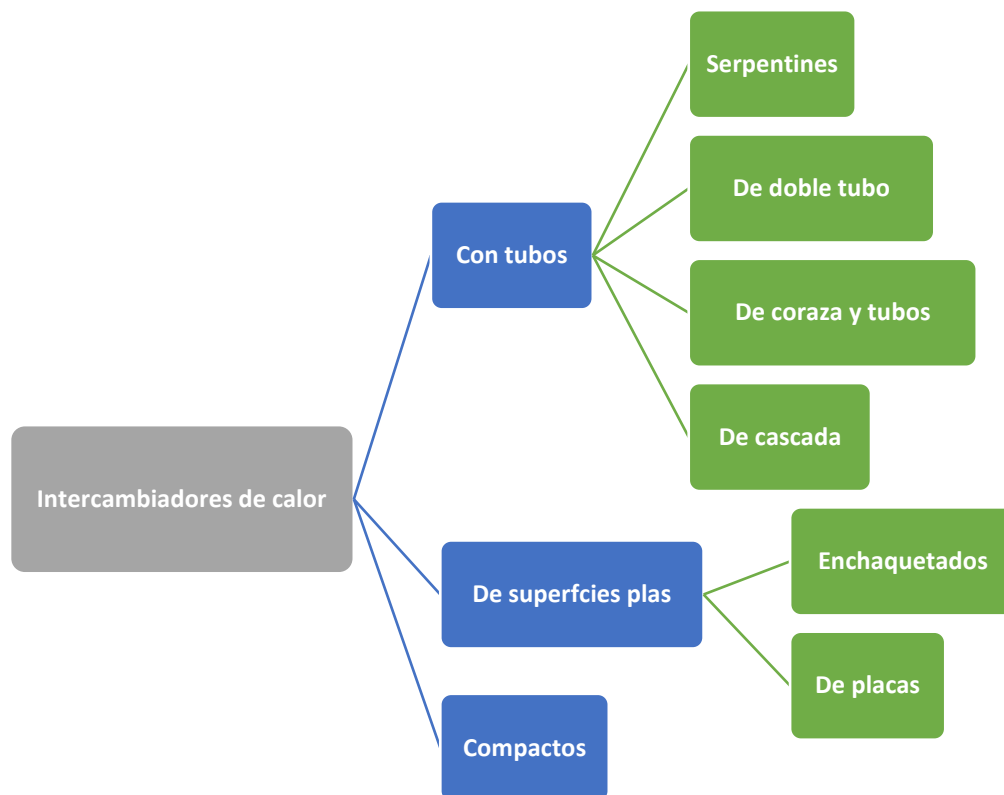 Intercambiadores de calor
Con tubos
Serpentines
De doble tubo
De coraza y tubos
De cascada
De superfcies plas
Enchaquetados
De placas
Compactos